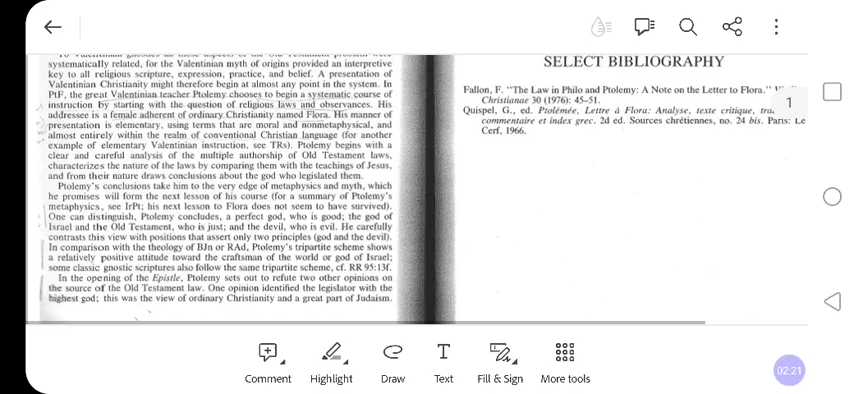 systematically related, for the Valentinian myth of origins provided an interpretive
key to all religious scripture, expression, practice, and belief. A presentation of
Valentinian Christianity might therefore begin at almost any point in the system. In
PtF, the great Valentinian teacher Ptolemy chooses to begin a systematic course of
instruction by starting with the question of religious laws and observances. His
addressee is a female adherent of ordinary Christianity named Flora. His manner of
presentation is elementary, using terms that are moral and nonmetaphysical, and
almost entirely within the realm of conventional Christian language (for another
example of elementary Valentinian instruction, see TRs). Ptolemy begins with a
clear and careful analysis of the multiple authorship of Old Testament laws,
characterizes the nature of the laws by comparing them with the teachings of Jesus,
and from their nature draws conclusions about the god who legislated them.
Ptolemy's conclusions take him to the very edge of metaphysics and myth, which
he promises will form the next lesson of his course (for a summary of Ptolemy's
metaphysics, see IrPt; his next lesson to Flora does not seem to have survived).
One can distinguish, Ptolemy concludes, a perfect god, who is good; the god of
Israel and the Old Testament, who is just; and the devil, who is evil. He carefully
contrasts this view with positions that assert only two principles (god and the devil).
In comparison with the theology of BJn or RAd, Ptolemy's tripartite scheme shows
a relatively positive attitude toward the craftsman of the world or god of Israel;
some classic gnostic scriptures also follow the same tripartite scheme, cf. RR 95:13f.
In the opening of the Epistle, Ptolemy sets out to refute two other opinions on
the source of the Old Testament law. One opinion identified the legislator with the
highest god; this was the view of ordinary Christianity and a great part of Judaism.
SELECT BIBLIOGRAPHY
Fallon, F. "The Law in Philo and Ptolemy: A Note on the Letter to Flora."
Christianae 30 (1976): 45–51.
Quispel, G., ed. Ptolémée, Lettre à Flora: Analyse, texte critique, tra
commentaire et index grec. 2d ed. Sources chrétiennes, no. 24 bis. Paris: Le
Cerf, 1966.
1
Comment
Highlight
Draw
Text
Fill & Sign
More tools
02:21